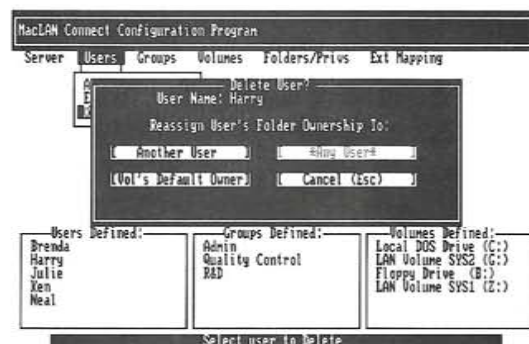 MacLAN Connect Configuration Program
Server Users Groups Volumes Folders/Privs Ext Mapping
Delete User?
User Name: Harry
Reassign User's Folder Ownership To:
[ Another User ] [ *Any User* ]
[Vol's Default Owner] [ Cancel (Esc) ]
Users Defined: Groups Defined: Volumes Defined:
Brenda Admin Local DOS Drive (C:)
Harry Quality Control LAN Volume SYS2 (G:)
Julie R&D Floppy Drive (B:)
Ken LAN Volume SYS1 (Z:)
Neal
Select user to Delete